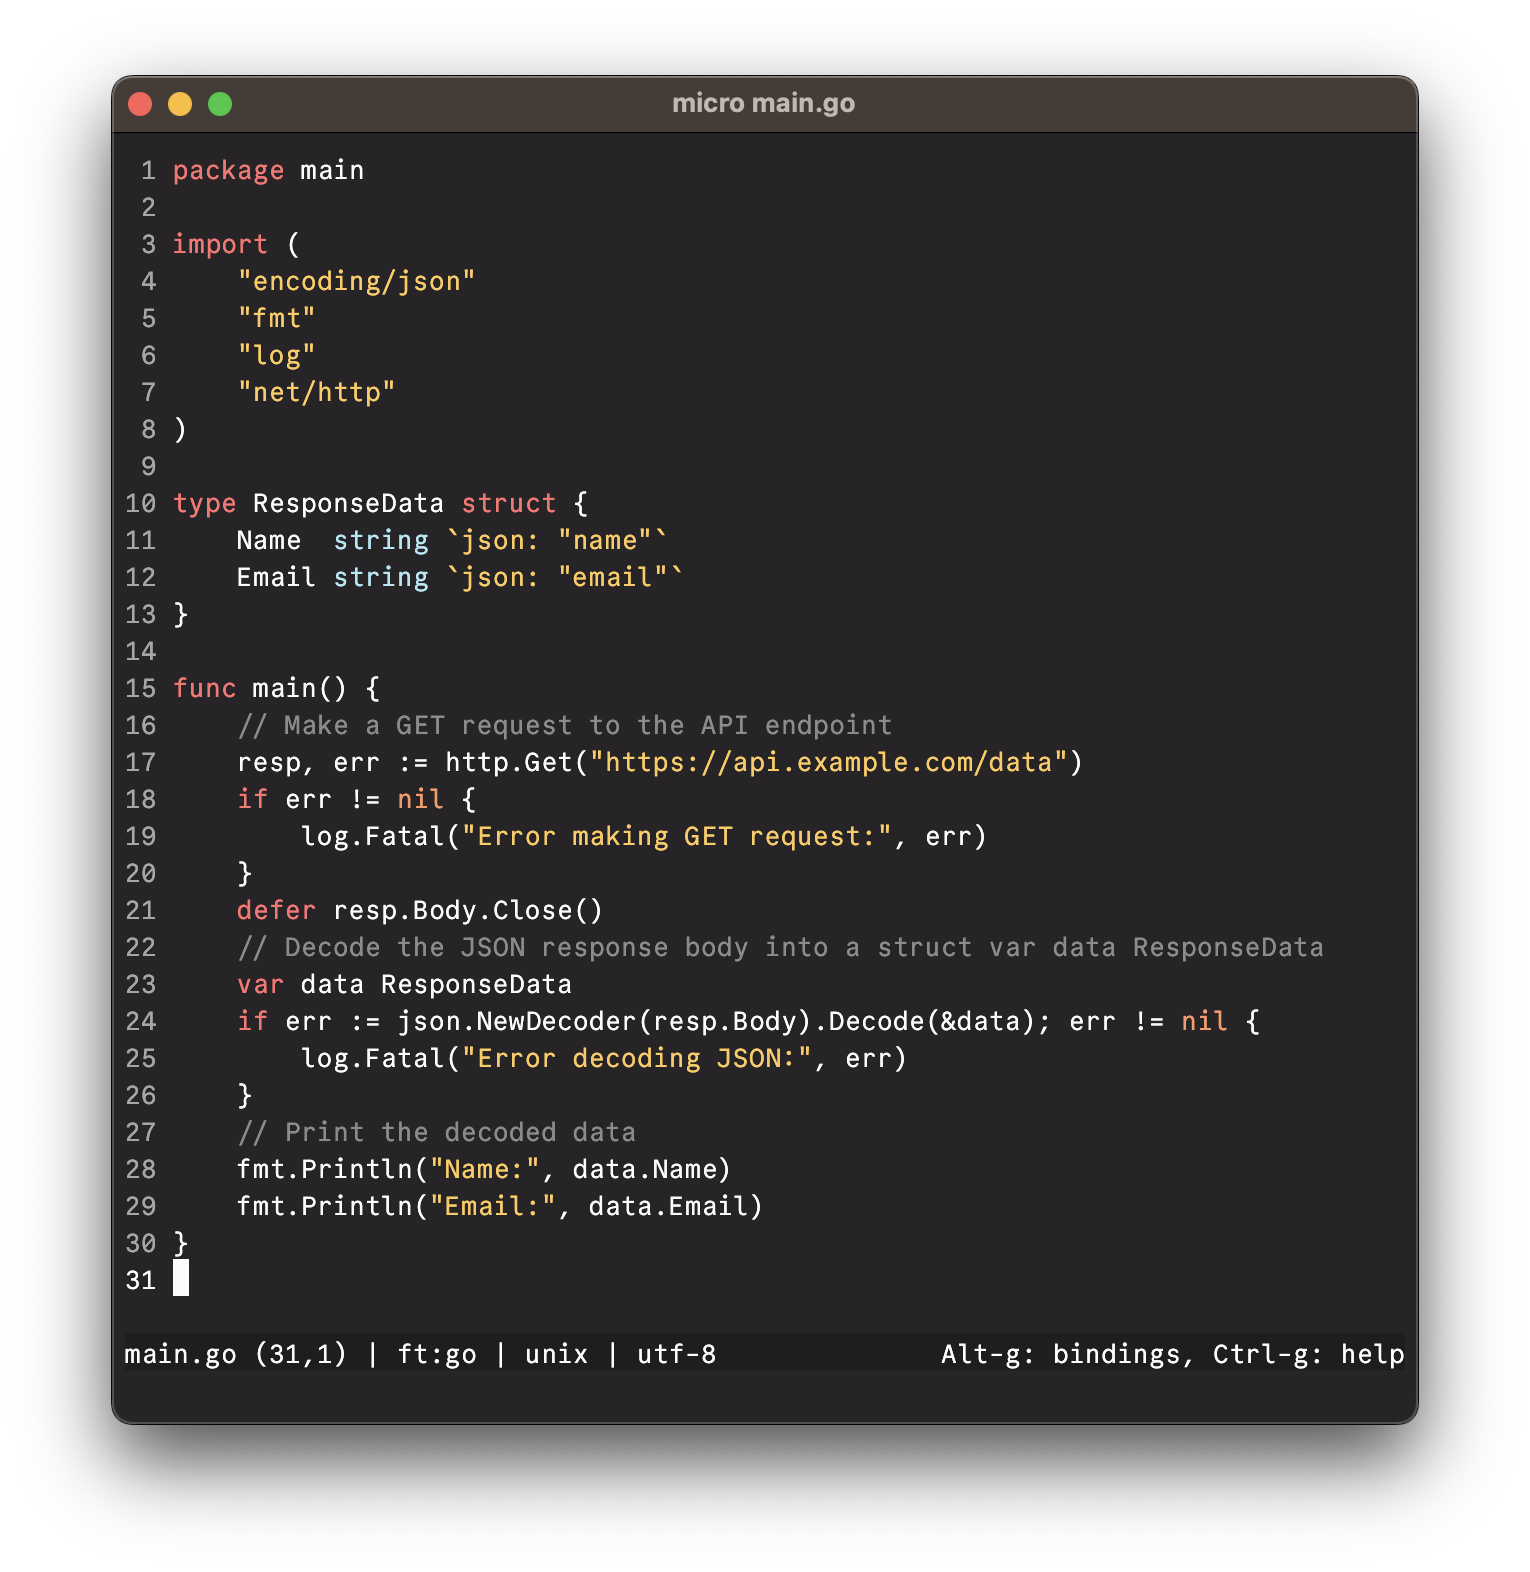 micro main.go
1 package main
2
3 import (
4     "encoding/json"
5     "fmt"
6     "log"
7     "net/http"
8 )
9
10 type ResponseData struct {
11     Name  string `json: "name"`
12     Email string `json: "email"`
13 }
14
15 func main() {
16     // Make a GET request to the API endpoint
17     resp, err := http.Get("https://api.example.com/data")
18     if err != nil {
19         log.Fatal("Error making GET request:", err)
20     }
21     defer resp.Body.Close()
22     // Decode the JSON response body into a struct var data ResponseData
23     var data ResponseData
24     if err := json.NewDecoder(resp.Body).Decode(&data); err != nil {
25         log.Fatal("Error decoding JSON:", err)
26     }
27     // Print the decoded data
28     fmt.Println("Name:", data.Name)
29     fmt.Println("Email:", data.Email)
30 }
31
main.go (31,1) | ft:go | unix | utf-8 Alt-g: bindings, Ctrl-g: help